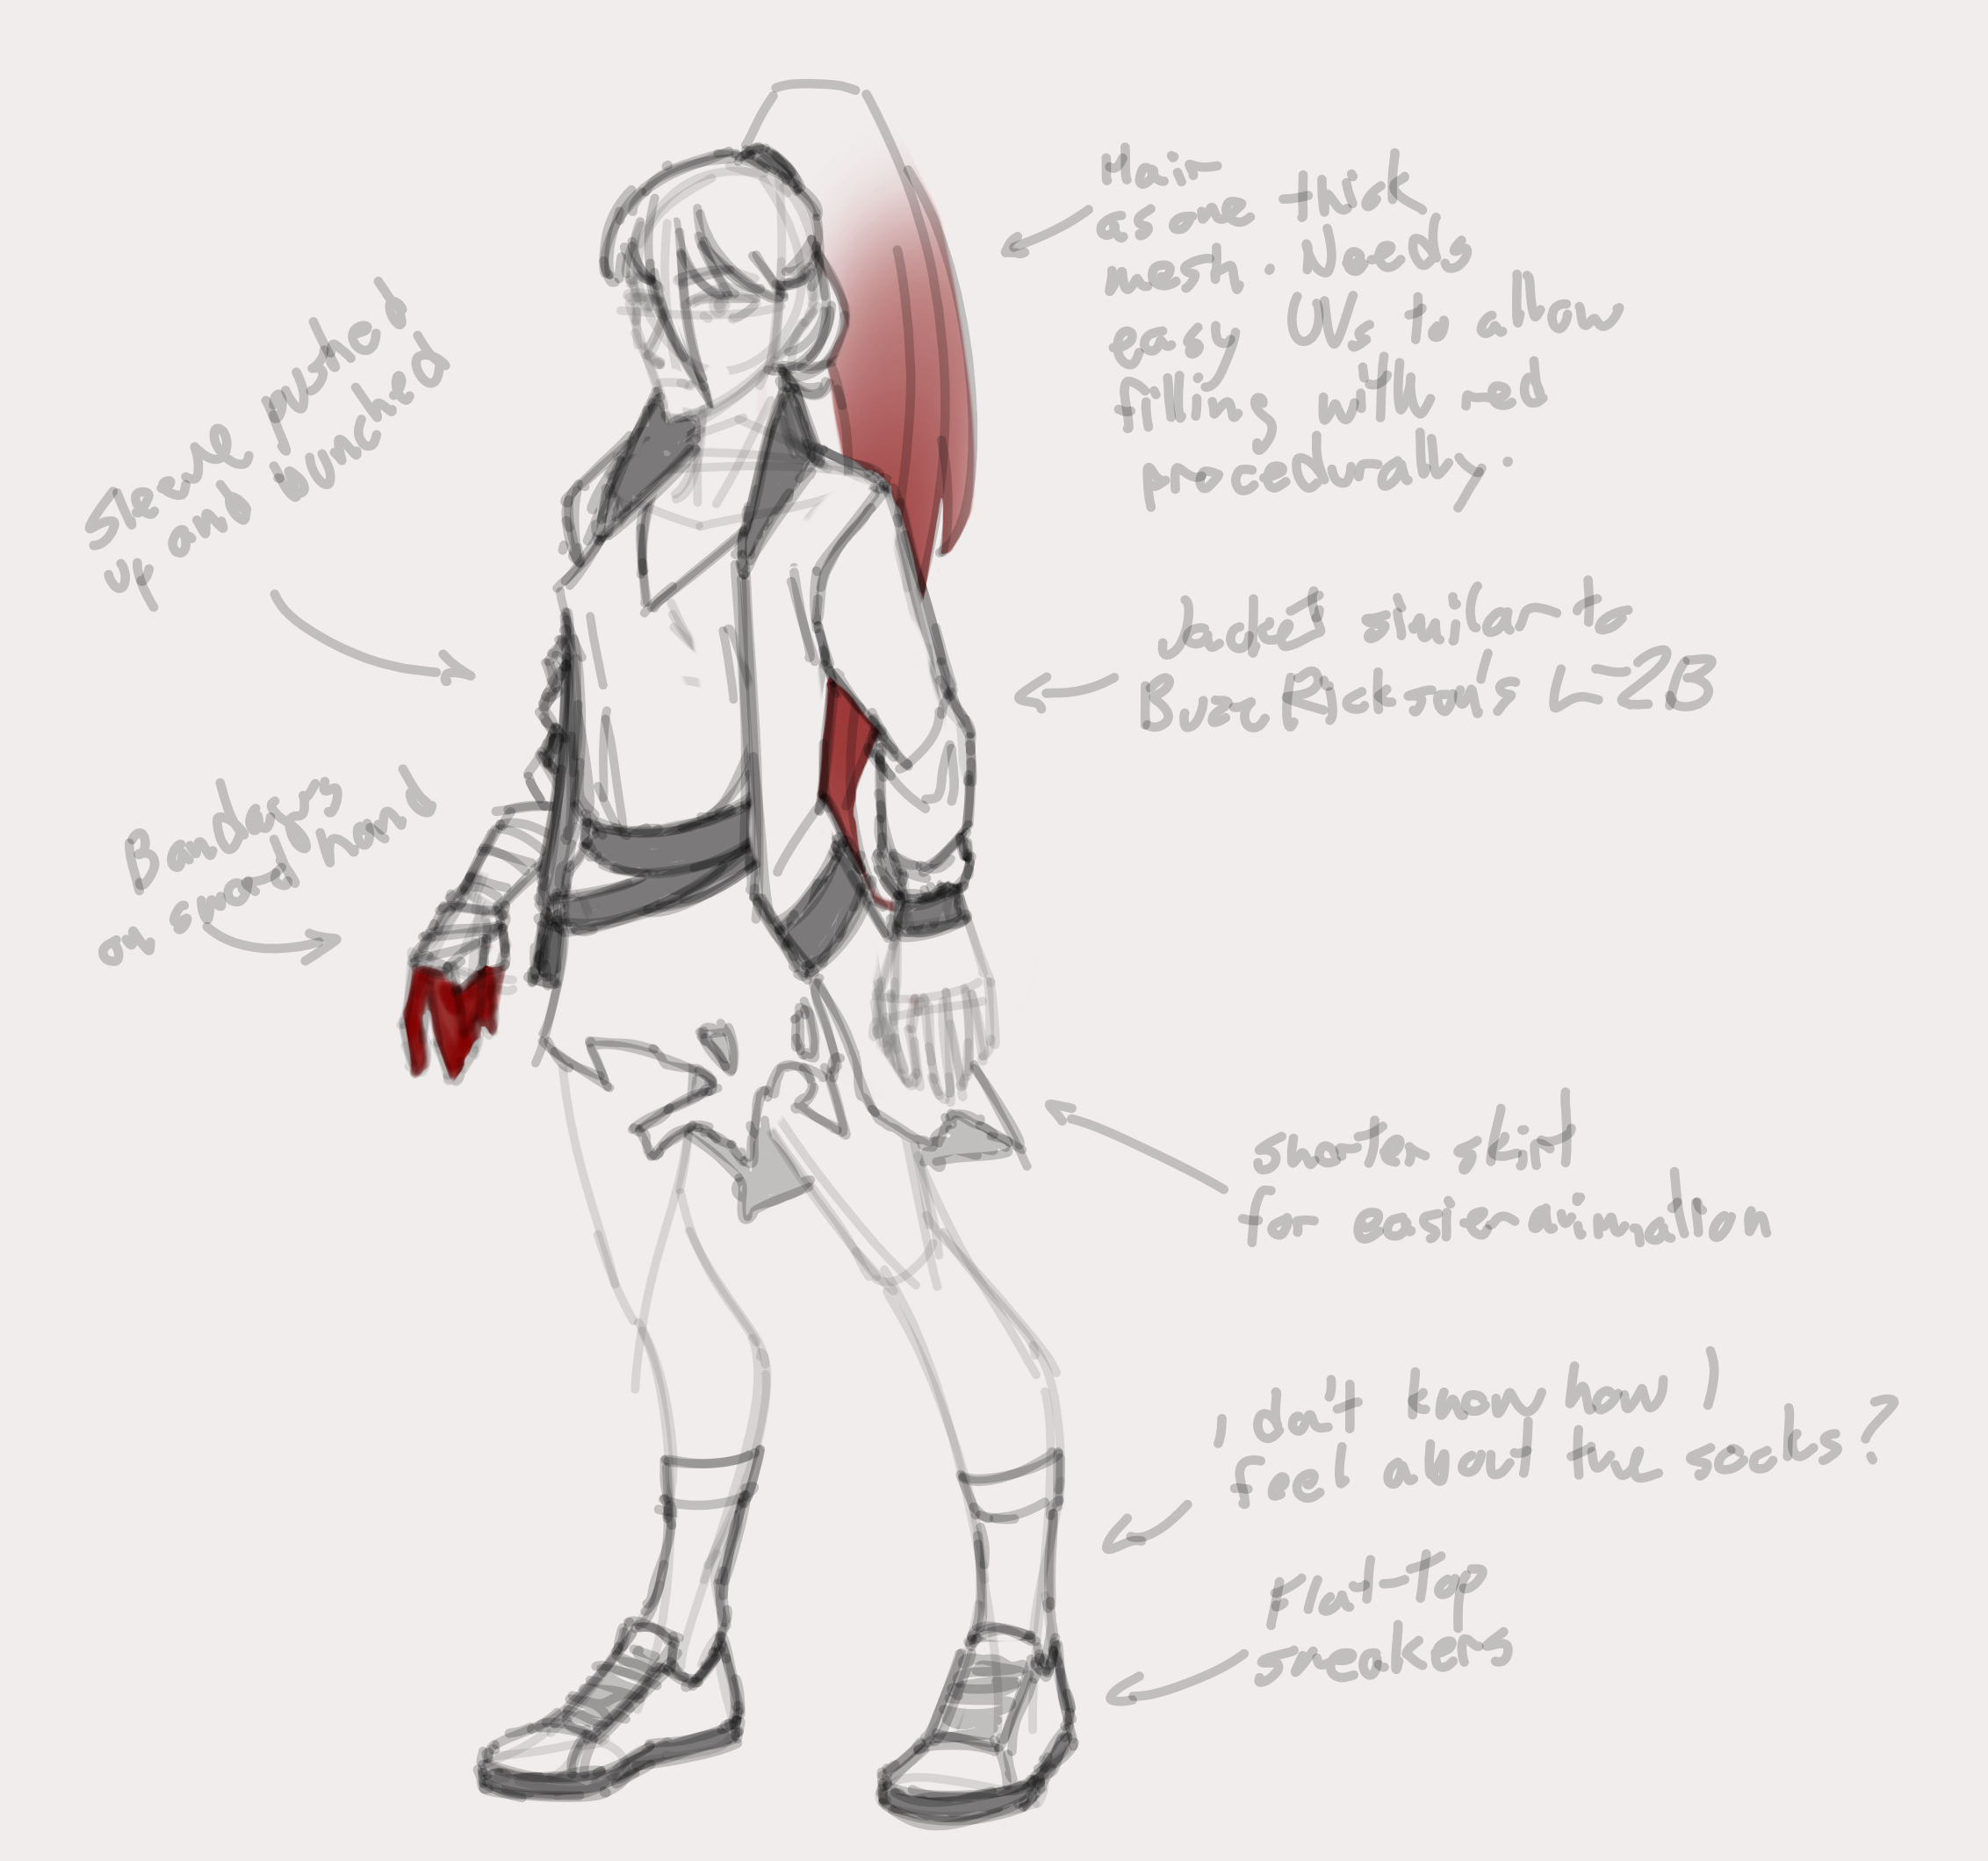 Hair
as one thick
mesh. Needs
easy UVs to allow
filling with red
procedurally.
Sleeve pushed
up and bunched
Jacket similar to
Buzz Rickson's L-2B
Bandages
on emoji hand
shorter skirt
for easier animation
I don't know how I
feel about the socks?
Flat-top
sneakers